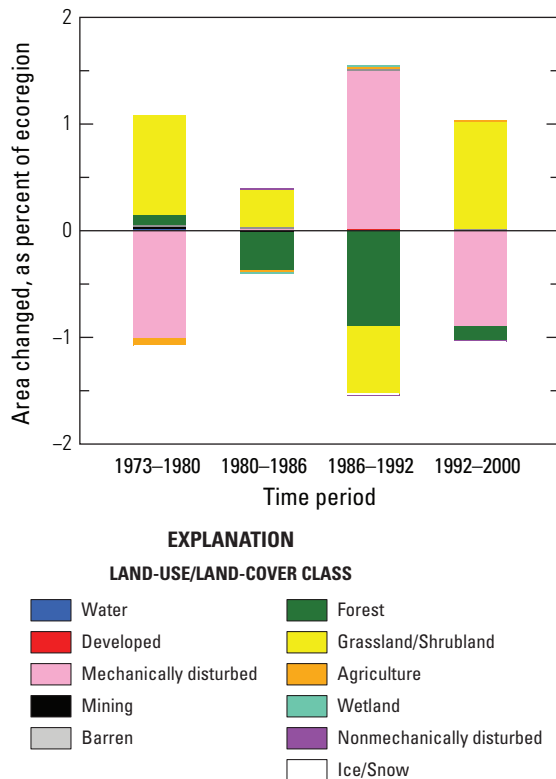 2
1
0
–1
–2
Area changed, as percent of ecoregion
1973–1980
1980–1986
1986–1992
1992–2000
Time period
EXPLANATION
LAND-USE/LAND-COVER CLASS
Water
Developed
Mechanically disturbed
Mining
Barren
Forest
Grassland/Shrubland
Agriculture
Wetland
Nonmechanically disturbed
Ice/Snow